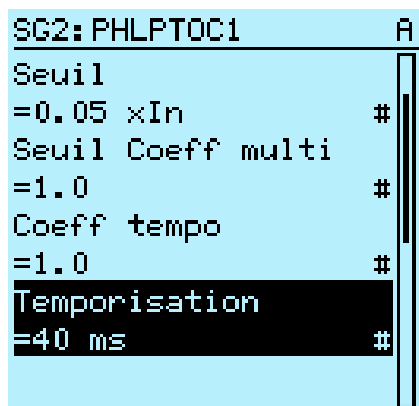 SG2: PHLPTOC1 A
Seuil
=0.05 xIn #
Seuil Coeff multi
=1.0 #
Coeff tempo
=1.0 #
Temporisation
=40 ms #